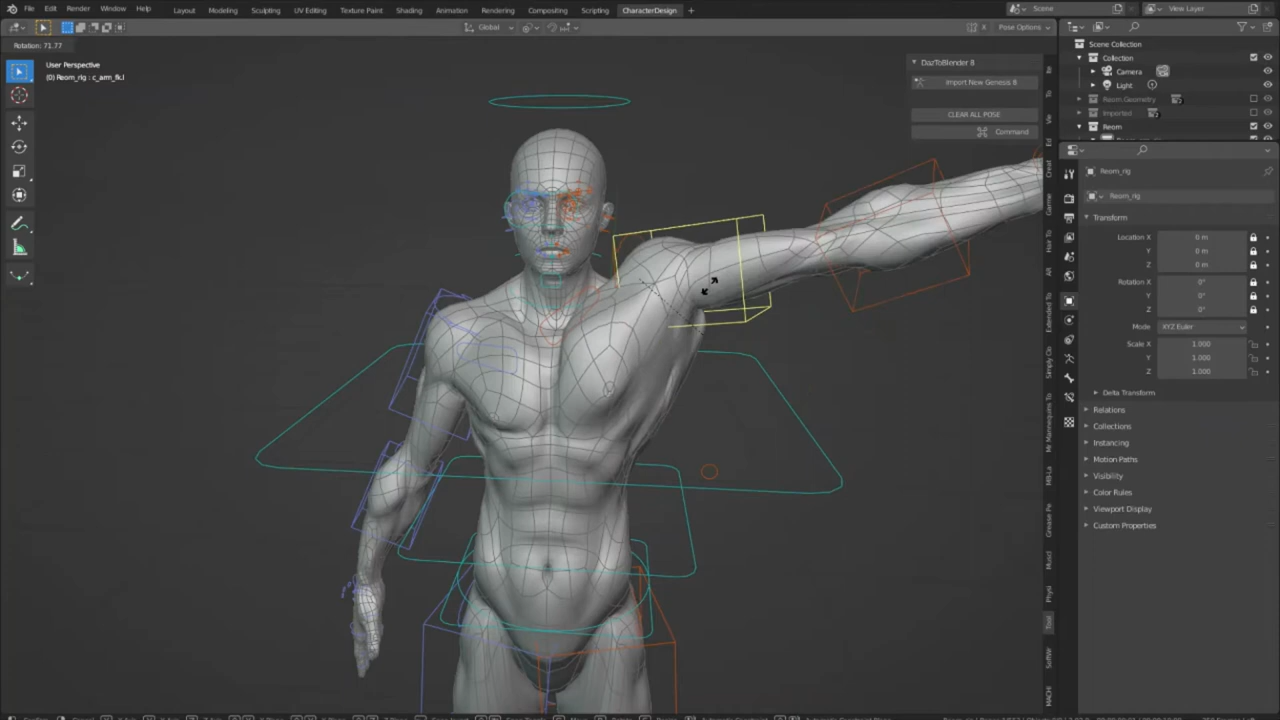 File Edit Render Window Help Layout Modeling Sculpting UV Editing Texture Paint Shading Animation Rendering Compositing Scripting CharacterDesign + Scene View Layer
Global X Pose Options
Rotation: 71.77
User Perspective
(0) Reom_rig : c_arm_fk.l
DazToBlender 8
Import New Genesis 8
CLEAR ALL POSE
Command
Scene Collection
Collection
Camera
Light
Reom.Geometry
Imported
Reom
Reom_rig
Reom_rig
Transform
Location X 0 m
Y 0 m
Z 0 m
Rotation X 0°
Y 0°
Z 0°
Mode XYZ Euler
Scale X 1.000
Y 1.000
Z 1.000
Delta Transform
Relations
Collections
Instancing
Motion Paths
Visibility
Color Rules
Viewport Display
Custom Properties
Tool